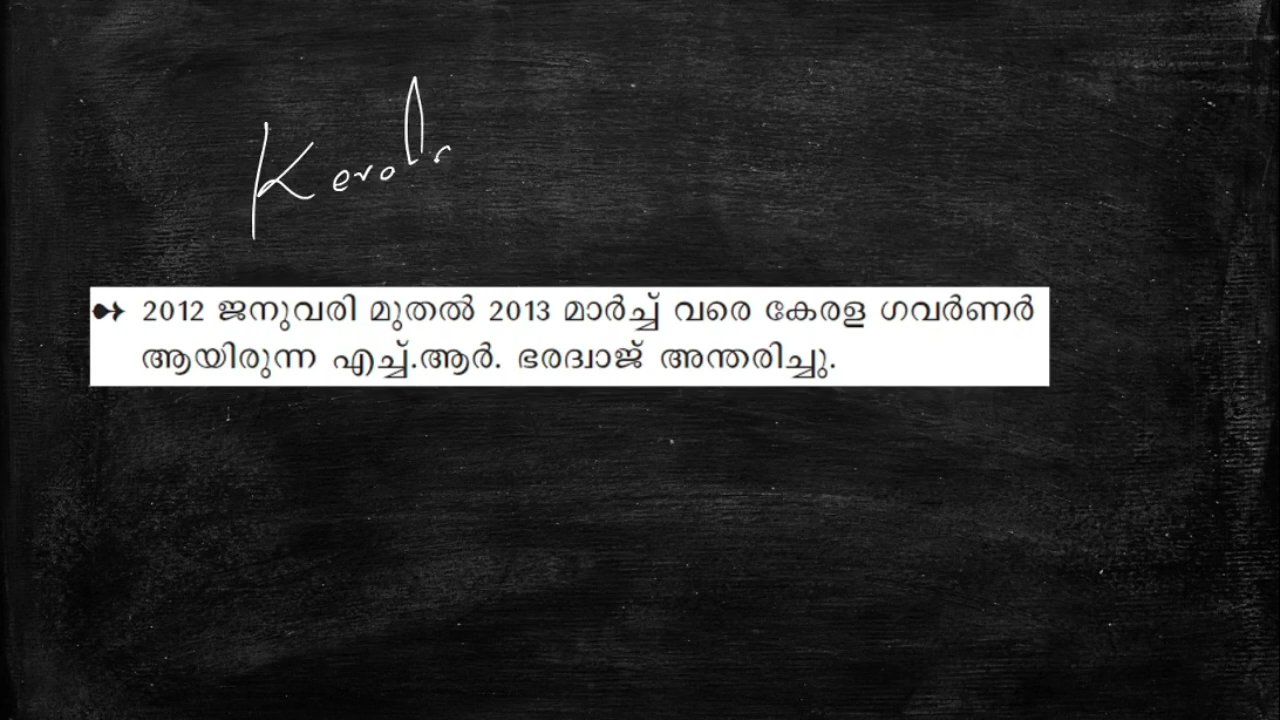 Kerala
➻ 2012 ജനുവരി മുതൽ 2013 മാർച്ച് വരെ കേരള ഗവർണർ
ആയിരുന്ന എച്ച്.ആർ. ഭരദ്വാജ് അന്തരിച്ചു.